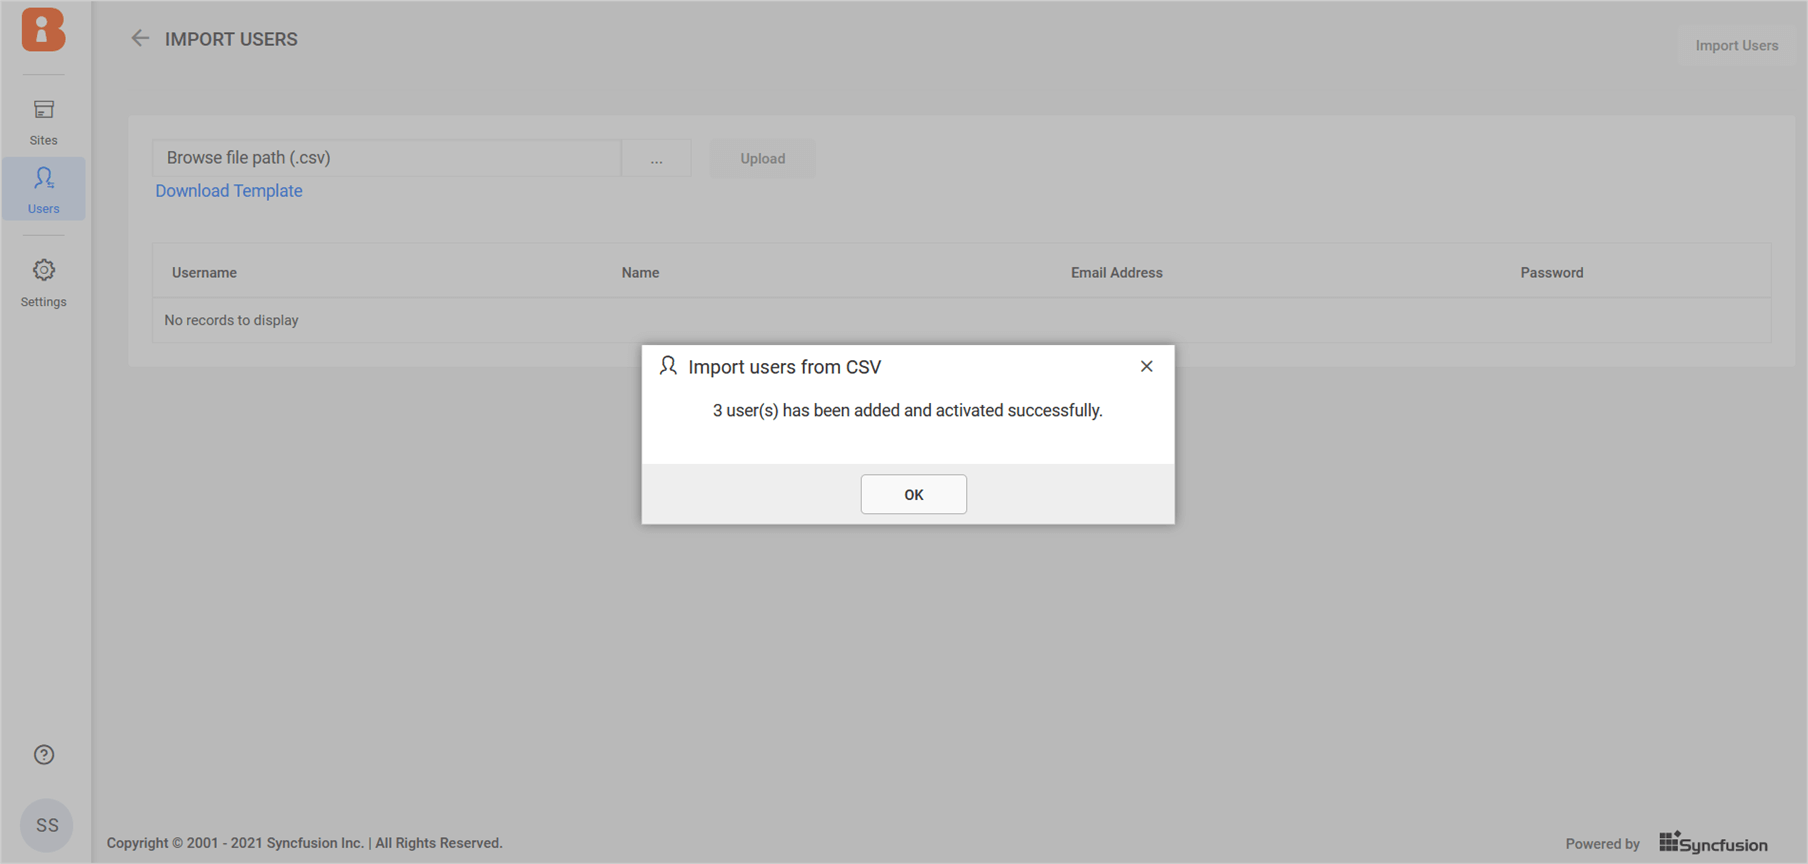 IMPORT USERS
Import Users
Sites
Users
Settings
Browse file path (.csv)
...
Upload
Download Template
Username Name Email Address Password
No records to display
Import users from CSV
3 user(s) has been added and activated successfully.
OK
SS
Copyright © 2001 - 2021 Syncfusion Inc. | All Rights Reserved.
Powered by Syncfusion